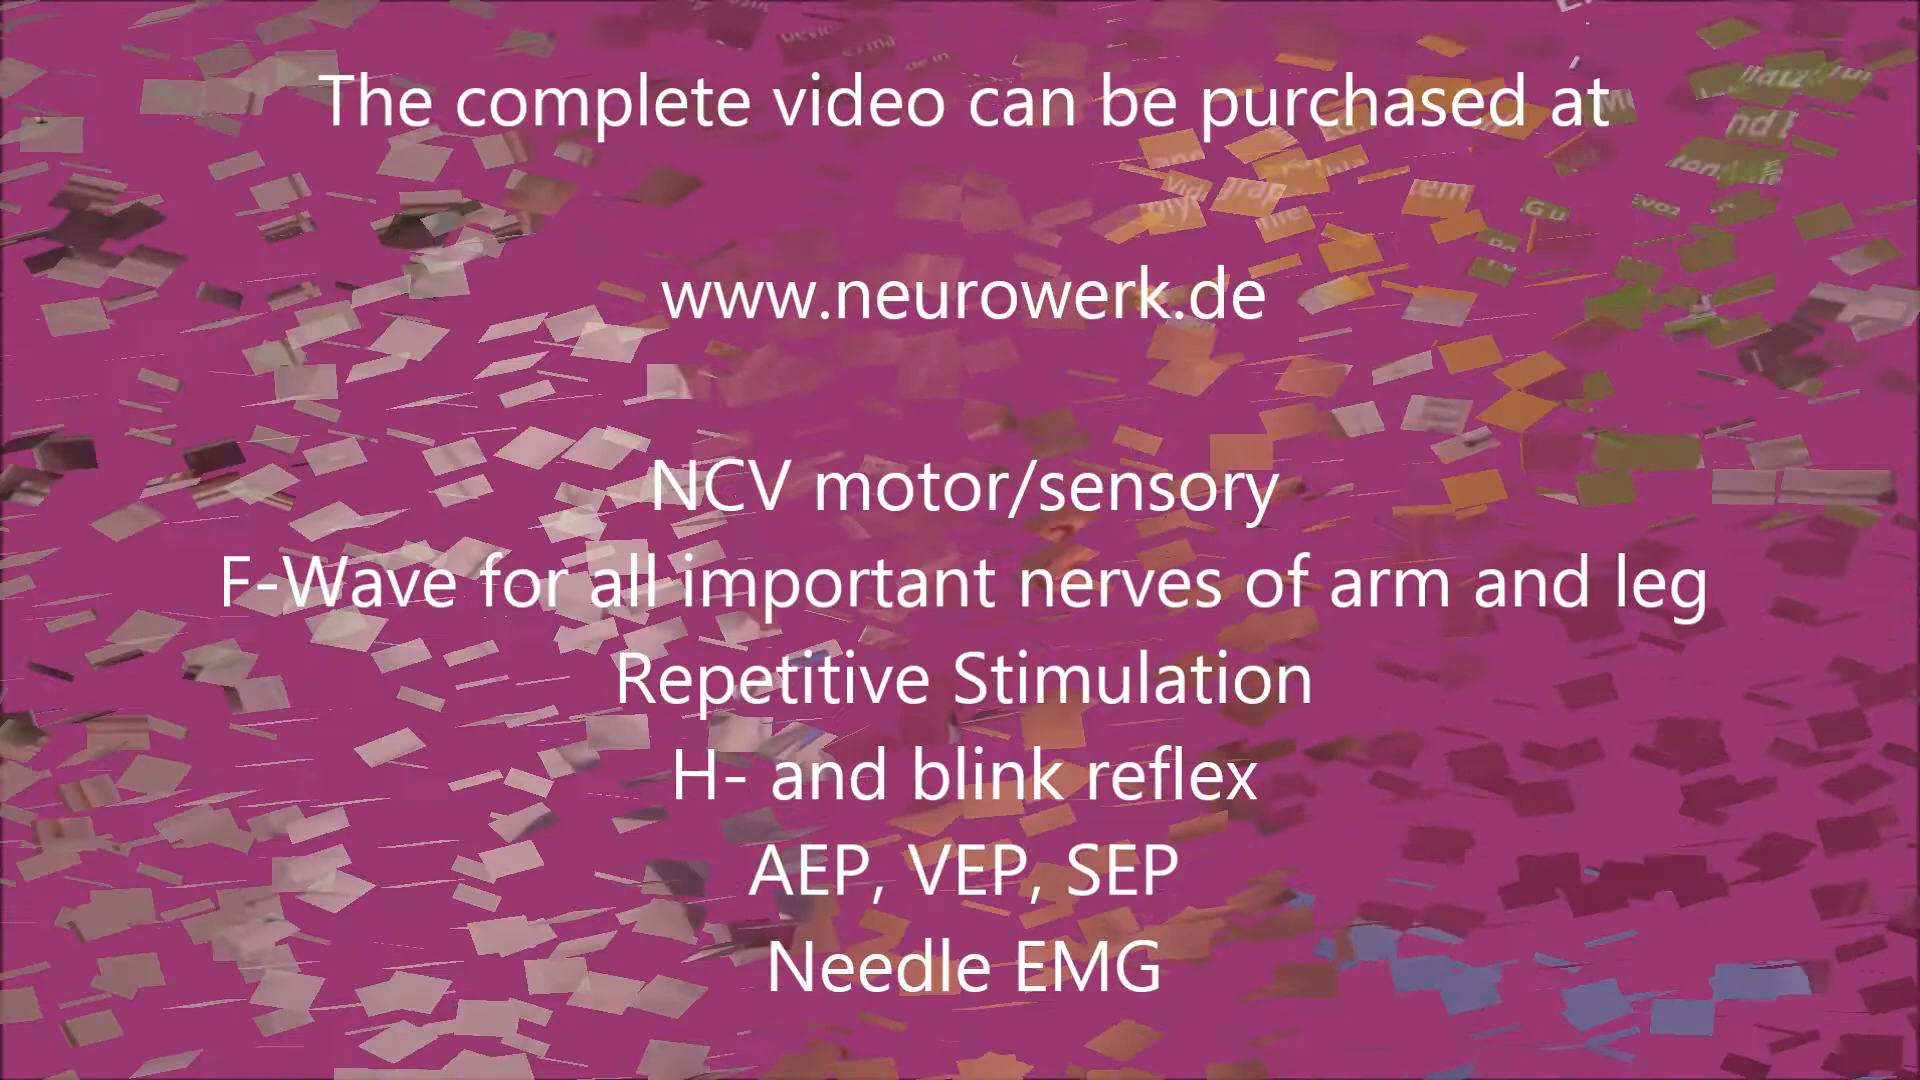 The complete video can be purchased at
www.neurowerk.de
NCV motor/sensory
F-Wave for all important nerves of arm and leg
Repetitive Stimulation
H- and blink reflex
AEP, VEP, SEP
Needle EMG